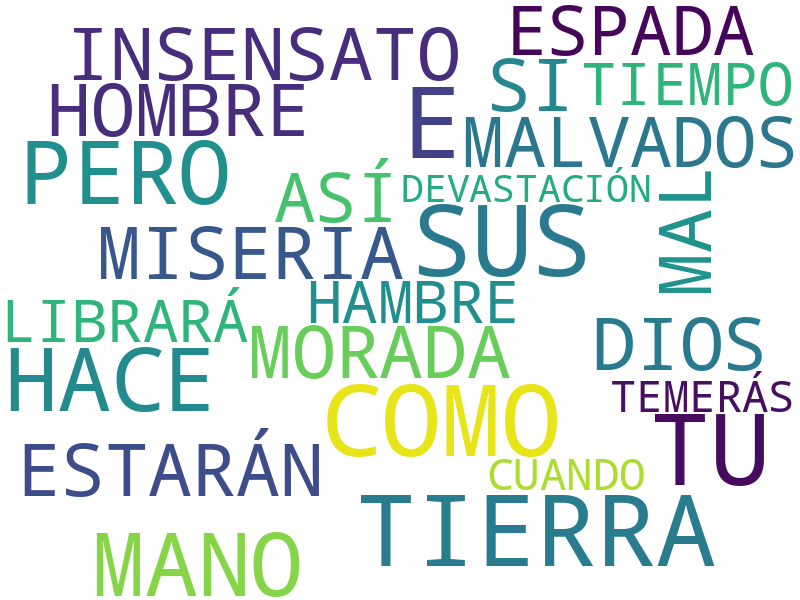 ESPADA
INSENSATO
SI TIEMPO
HOMBRE E
MALVADOS
PERO
ASÍ DEVASTACIÓN
MAL
MISERIA SUS
HAMBRE
LIBRARÁ
MORADA DIOS
HACE
TEMERÁS
COMO
TU
ESTARÁN
CUANDO
TIERRA
MANO